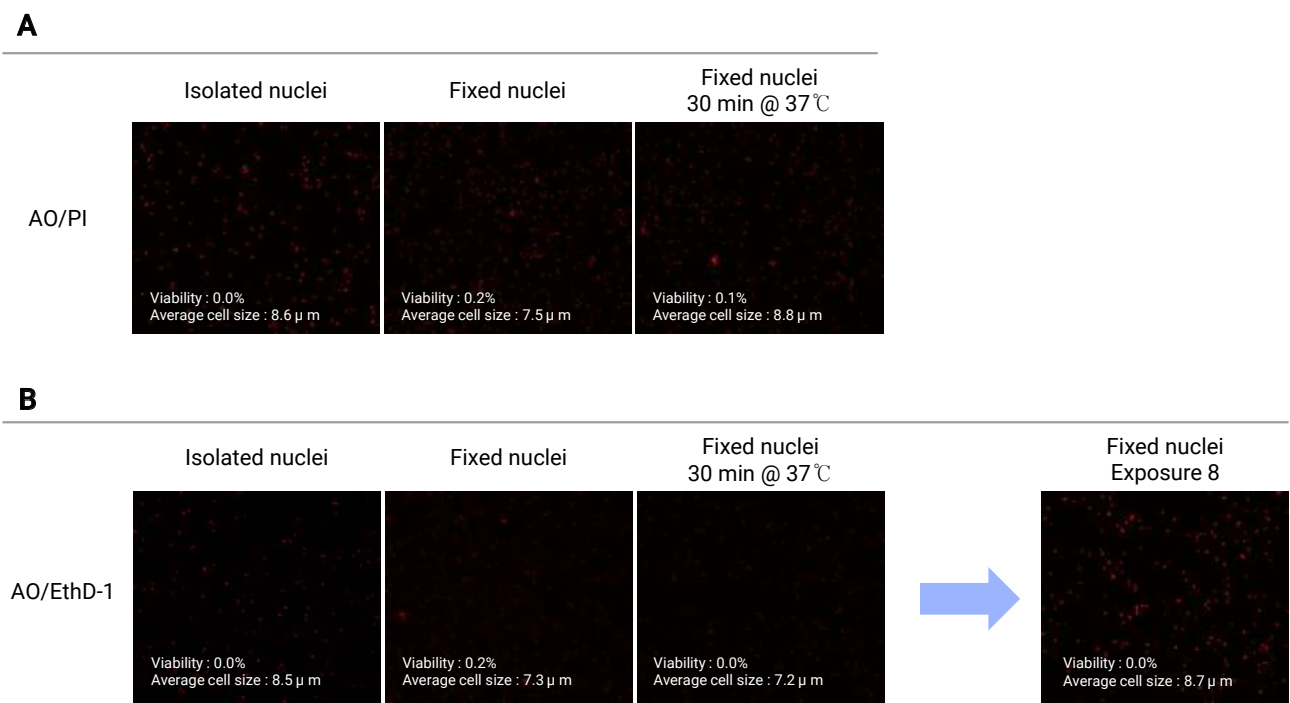 A
Isolated nuclei
Fixed nuclei
Fixed nuclei
30 min @ 37℃
AO/PI
Viability : 0.0%
Average cell size : 8.6 μ m
Viability : 0.2%
Average cell size : 7.5 μ m
Viability : 0.1%
Average cell size : 8.8 μ m
B
Isolated nuclei
Fixed nuclei
Fixed nuclei
30 min @ 37℃
Fixed nuclei
Exposure 8
AO/EthD-1
Viability : 0.0%
Average cell size : 8.5 μ m
Viability : 0.2%
Average cell size : 7.3 μ m
Viability : 0.0%
Average cell size : 7.2 μ m
Viability : 0.0%
Average cell size : 8.7 μ m